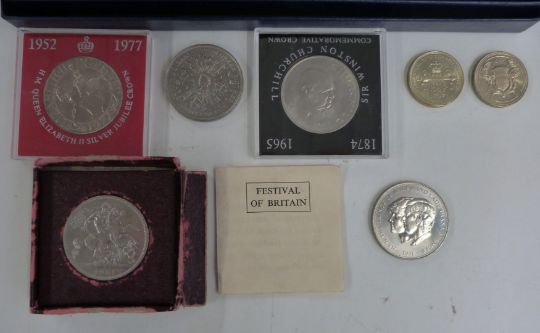 1952 1977
H.M. QUEEN ELIZABETH II SILVER JUBILEE CROWN
COMMEMORATIVE CROWN
SIR WINSTON CHURCHILL
1874
1965
FESTIVAL
OF BRITAIN